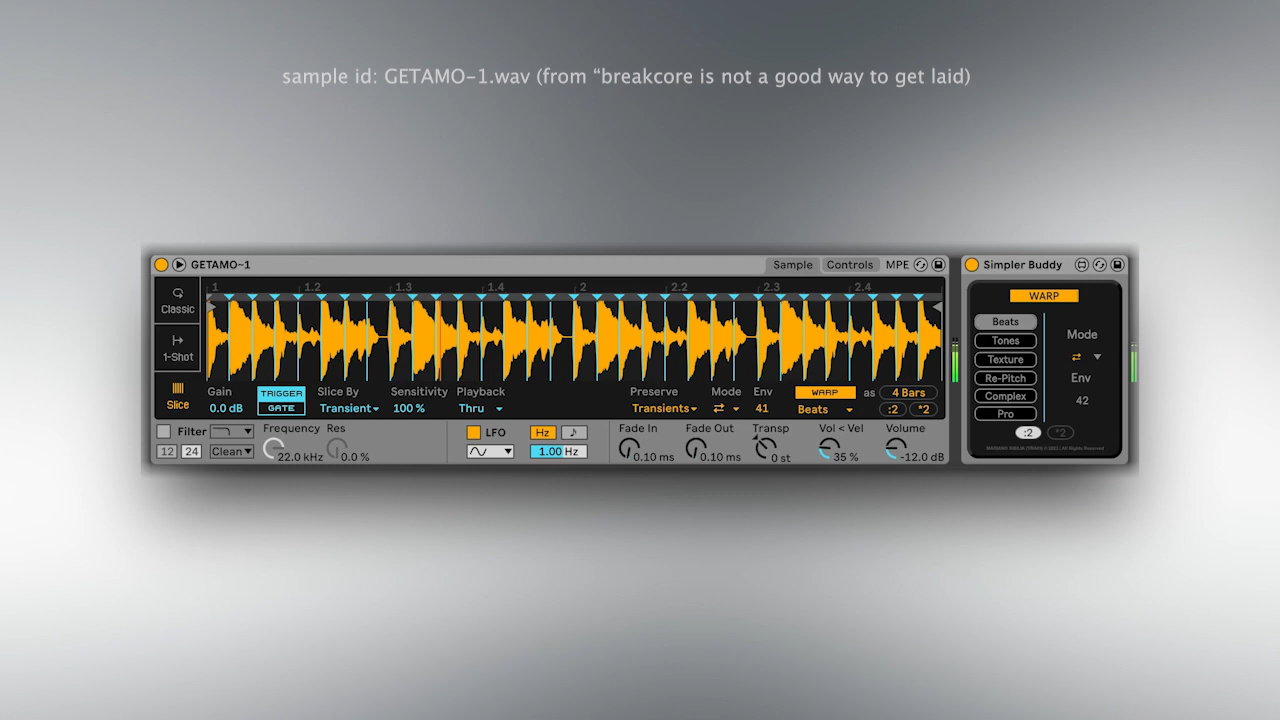 sample id: GETAMO-1.wav (from “breakcore is not a good way to get laid)
GETAMO~1 Sample Controls MPE
Simpler Buddy
1 1.2 1.3 1.4 2 2.2 2.3 2.4
Classic
1-Shot
Slice
Gain TRIGGER Slice By Sensitivity Playback Preserve Mode Env WARP as 4 Bars
0.0 dB GATE Transient 100 % Thru Transients 41 Beats :2 *2
Filter Frequency Res LFO Hz Fade In Fade Out Transp Vol < Vel Volume
12 24 Clean 22.0 kHz 0.0 % 1.00 Hz 0.10 ms 0.10 ms 0 st 35 % -12.0 dB
WARP
Beats
Tones
Texture
Re-Pitch
Complex
Pro
Mode
Env
42
:2 *2